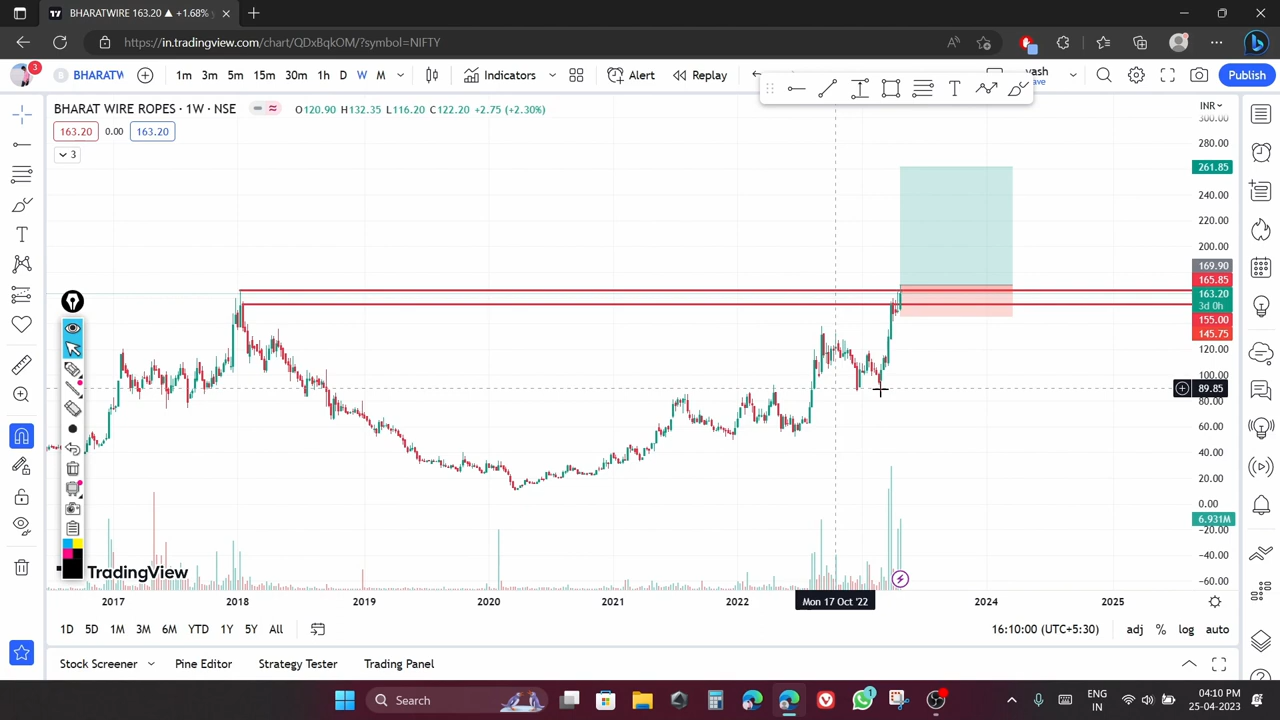 BHARATWIRE 163.20 ▲ +1.68%
https://in.tradingview.com/chart/QDxBqkOM/?symbol=NIFTY
3
BHARATW
1m 3m 5m 15m 30m 1h D W M
Indicators
Alert
Replay
yash
Publish
BHARAT WIRE ROPES · 1W · NSE
O120.90 H132.35 L116.20 C122.20 +2.75 (+2.30%)
INR
163.20 0.00 163.20
3
300.00
280.00
261.85
240.00
220.00
200.00
169.90
165.85
163.20
3d 0h
155.00
145.75
120.00
100.00
89.85
80.00
60.00
40.00
20.00
0.00
6.931M
−20.00
−40.00
−60.00
TradingView
2017 2018 2019 2020 2021 2022 Mon 17 Oct '22 2024 2025
1D 5D 1M 3M 6M YTD 1Y 5Y All
16:10:00 (UTC+5:30)
adj % log auto
Stock Screener
Pine Editor
Strategy Tester
Trading Panel
Search
1
ENG
IN
04:10 PM
25-04-2023